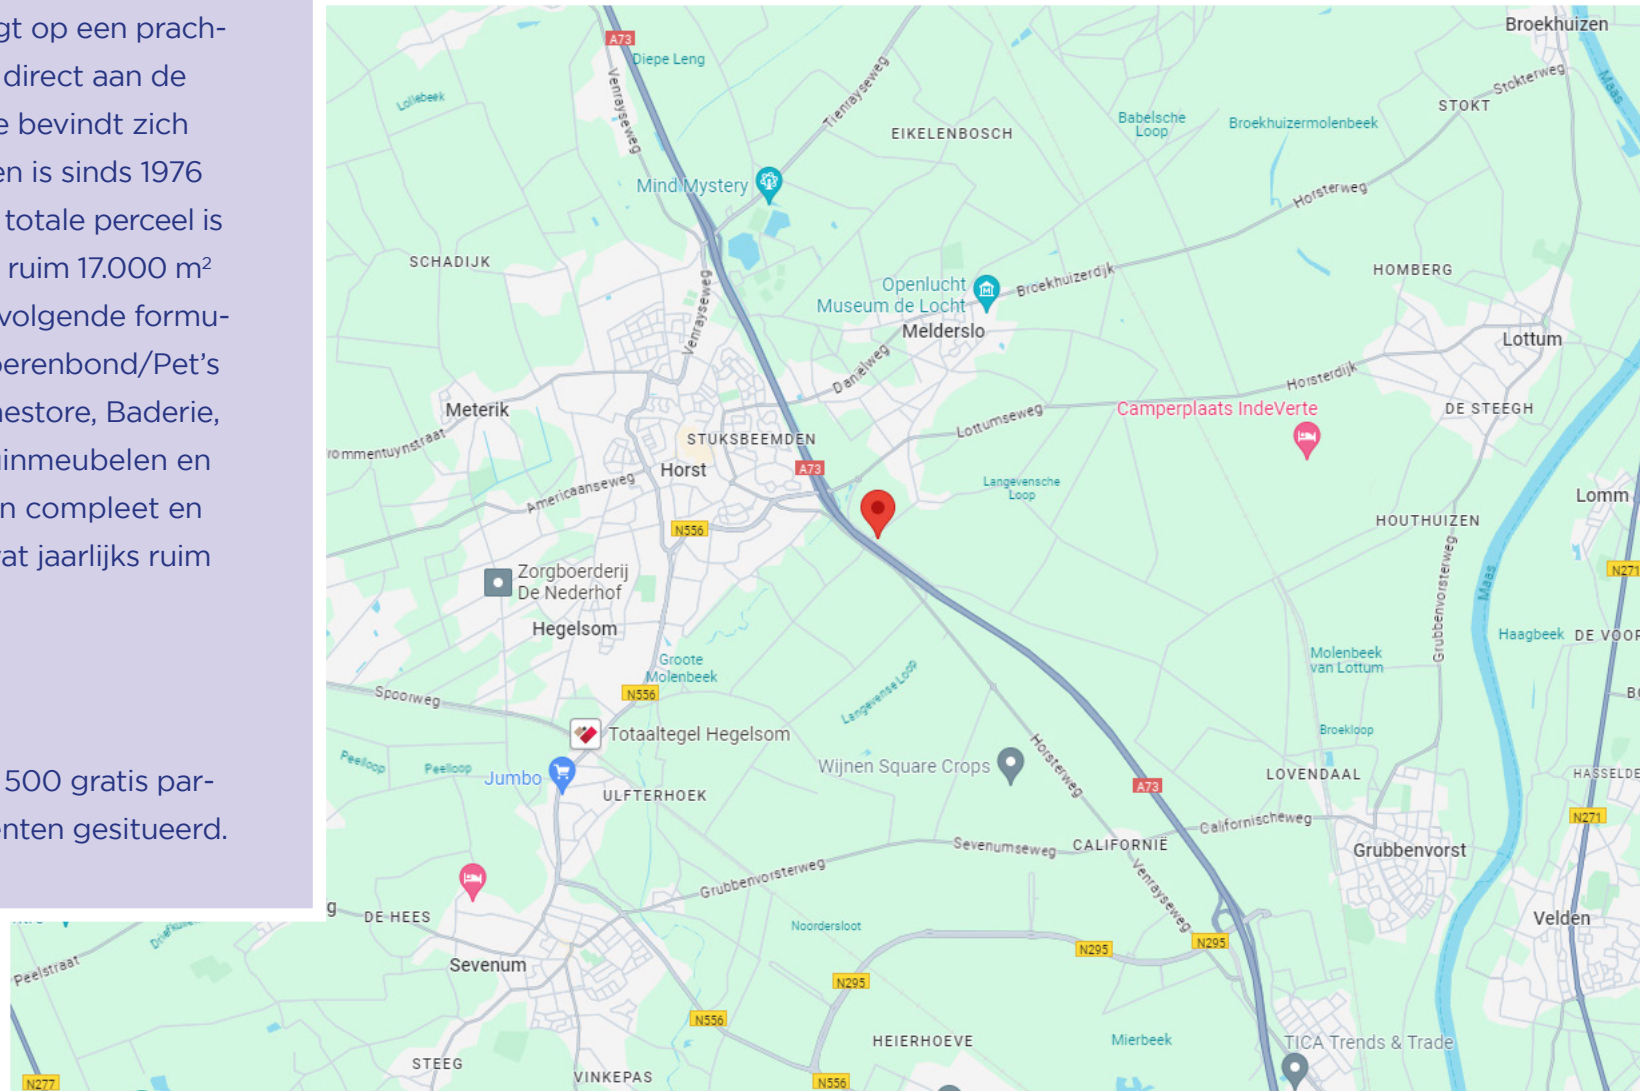 gt op een prach-
direct aan de
e bevindt zich
en is sinds 1976
totale perceel is
ruim 17.000 m²
volgende formu-
erenbond/Pet's
estore, Baderie,
inmeubelen en
n compleet en
at jaarlijks ruim
500 gratis par-
nten gesitueerd.
Broekhuizen
A73
Diepe Leng
Venrayseweg
Tienrayseweg
Lollebeek
Stokterweg
STOKT
Maas
EIKELENBOSCH
Babelsche
Loop
Broekhuizermolenbeek
Mind Mystery
Horsterweg
SCHADIJK
Openlucht
Museum de Locht
Broekhuizerdijk
HOMBERG
Venrayseweg
Melderslo
Lottum
Daniëlweg
Horsterdijk
Meterik
Lottumseweg
Camperplaats IndeVerte
DE STEEGH
rommentuynstraat
STUKSBEEMDEN
Horst
A73
Americaanseweg
Langevensche
Loop
Lomm
N556
HOUTHUIZEN
Zorgboerderij
De Nederhof
N271
Maas
Grubbenvorsterweg
Hegelsom
Haagbeek
DE VOOR
Groote
Molenbeek
Molenbeek
van Lottum
Spoorweg
N556
Langevense Loop
BO
Totaaltegel Hegelsom
Broekloop
Peelloop
Peelloop
Jumbo
Wijnen Square Crops
Horsterweg
LOVENDAAL
HASSELDE
ULFTERHOEK
A73
N271
Californischeweg
Sevenumseweg
CALIFORNIË
Grubbenvorst
Grubbenvorsterweg
Venrayseweg
g
DE HEES
Noordersloot
Velden
N295
N295
Peelstraat
Sevenum
N295
N556
HEIERHOEVE
Mierbeek
TICA Trends & Trade
STEEG
VINKEPAS
N277
N556